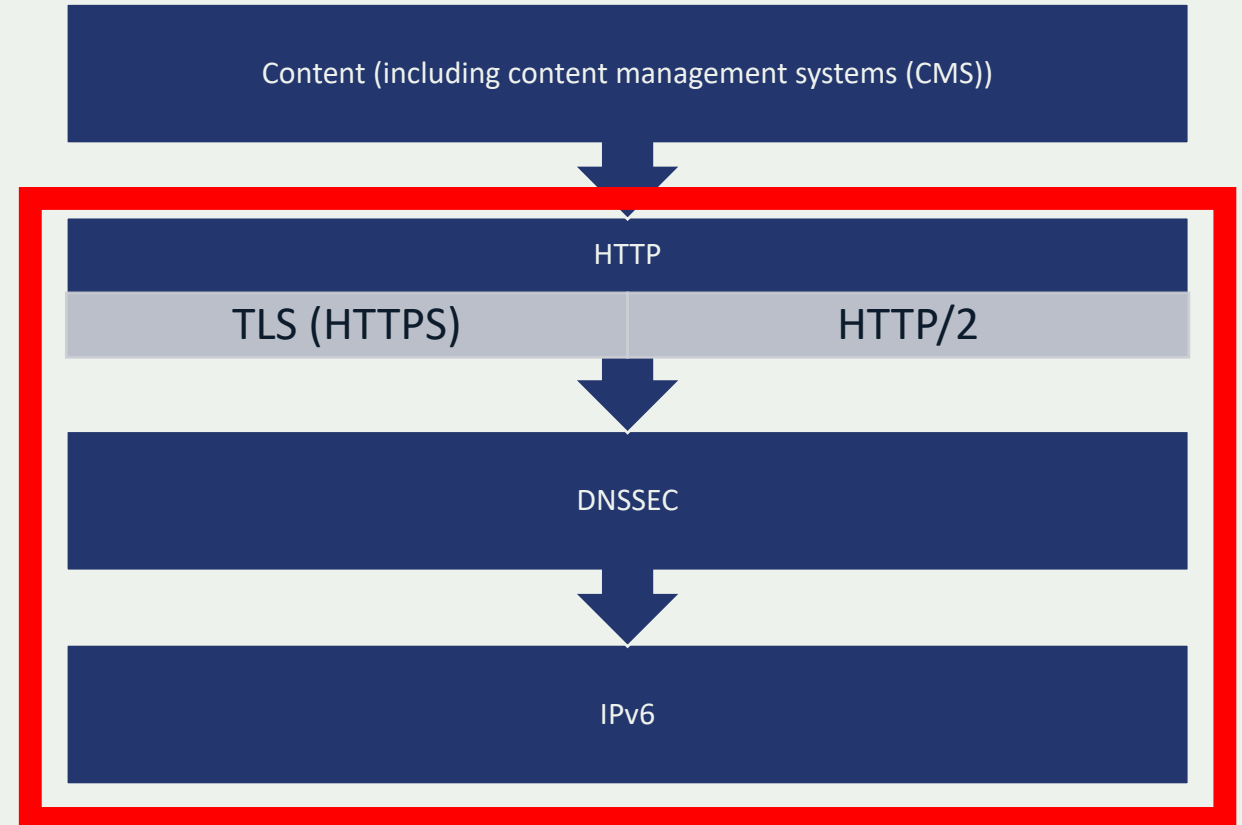 Content (including content management systems (CMS))
HTTP
TLS (HTTPS)
HTTP/2
DNSSEC
IPv6